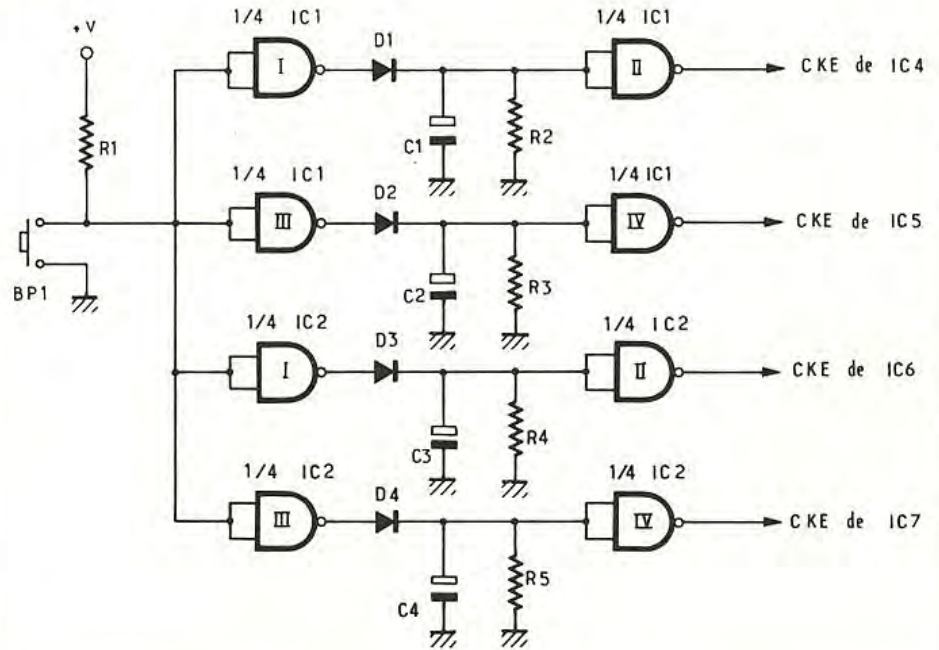 1/4 IC1
1/4 IC1
+V
I
D1
II
CKE de IC4
R1
C1
R2
1/4 IC1
1/4 IC1
III
D2
IV
CKE de IC5
BP1
C2
R3
1/4 IC2
1/4 IC2
I
D3
II
CKE de IC6
C3
R4
1/4 IC2
1/4 IC2
III
D4
IV
CKE de IC7
C4
R5